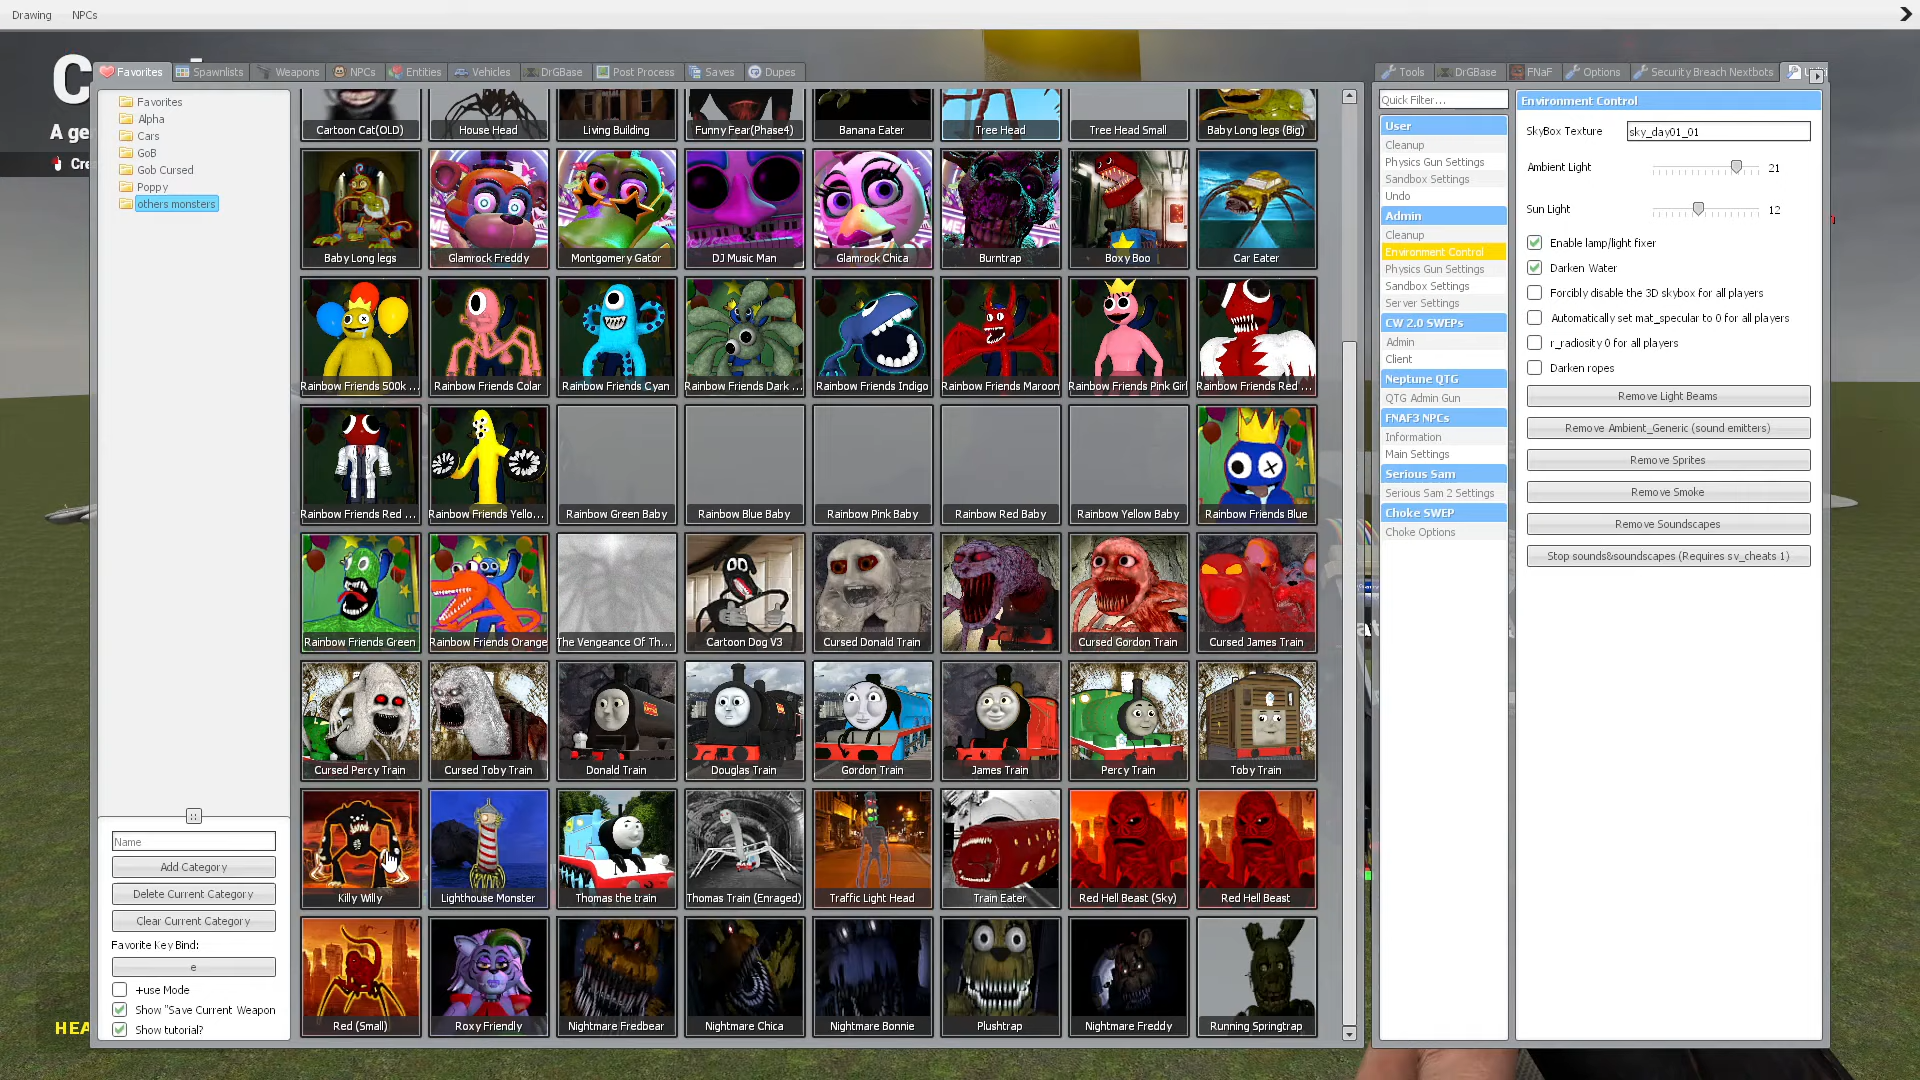 Drawing NPCs
C
A ge
Cre
Favorites Spawnlists Weapons NPCs Entities Vehicles DrGBase Post Process Saves Dupes
Favorites
Alpha
Cars
GoB
Gob Cursed
Poppy
others monsters
Name
Add Category
Delete Current Category
Clear Current Category
Favorite Key Bind:
e
+use Mode
Show "Save Current Weapon
Show tutorial?
HEA
Cartoon Cat(OLD) House Head Living Building Funny Fear(Phase4) Banana Eater Tree Head Tree Head Small Baby Long legs (Big)
Baby Long legs Glamrock Freddy Montgomery Gator DJ Music Man Glamrock Chica Burntrap Boxy Boo Car Eater
Rainbow Friends 500k ... Rainbow Friends Colar Rainbow Friends Cyan Rainbow Friends Dark ... Rainbow Friends Indigo Rainbow Friends Maroon Rainbow Friends Pink Girl Rainbow Friends Red ...
Rainbow Friends Red ... Rainbow Friends Yello... Rainbow Green Baby Rainbow Blue Baby Rainbow Pink Baby Rainbow Red Baby Rainbow Yellow Baby Rainbow Friends Blue
Rainbow Friends Green Rainbow Friends Orange The Vengeance Of Th... Cartoon Dog V3 Cursed Donald Train Cursed Gordon Train Cursed James Train
Cursed Percy Train Cursed Toby Train Donald Train Douglas Train Gordon Train James Train Percy Train Toby Train
Killy Willy Lighthouse Monster Thomas the train Thomas Train (Enraged) Traffic Light Head Train Eater Red Hell Beast (Sky) Red Hell Beast
Red (Small) Roxy Friendly Nightmare Fredbear Nightmare Chica Nightmare Bonnie Plushtrap Nightmare Freddy Running Springtrap
Tools DrGBase FNaF Options Security Breach Nextbots
Quick Filter...
User
Cleanup
Physics Gun Settings
Sandbox Settings
Undo
Admin
Cleanup
Environment Control
Physics Gun Settings
Sandbox Settings
Server Settings
CW 2.0 SWEPs
Admin
Client
Neptune QTG
QTG Admin Gun
FNAF3 NPCs
Information
Main Settings
Serious Sam
Serious Sam 2 Settings
Choke SWEP
Choke Options
Environment Control
SkyBox Texture sky_day01_01
Ambient Light 21
Sun Light 12
Enable lamp/light fixer
Darken Water
Forcibly disable the 3D skybox for all players
Automatically set mat_specular to 0 for all players
r_radiosity 0 for all players
Darken ropes
Remove Light Beams
Remove Ambient_Generic (sound emitters)
Remove Sprites
Remove Smoke
Remove Soundscapes
Stop sounds&soundscapes (Requires sv_cheats 1)